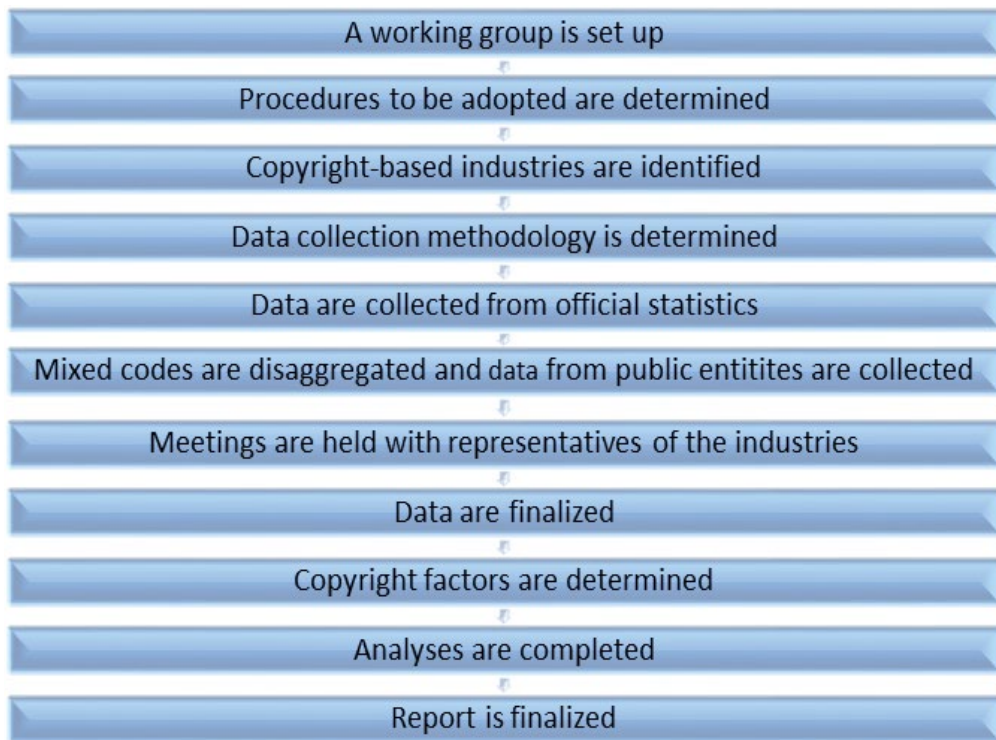 A working group is set up
Procedures to be adopted are determined
Copyright-based industries are identified
Data collection methodology is determined
Data are collected from official statistics
Mixed codes are disaggregated and data from public entitites are collected
Meetings are held with representatives of the industries
Data are finalized
Copyright factors are determined
Analyses are completed
Report is finalized